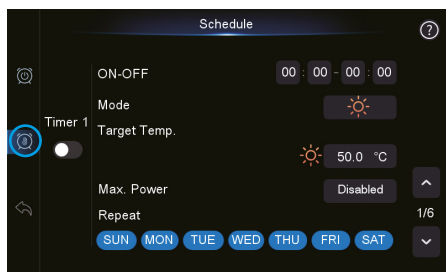 Schedule
?
ON-OFF 00 : 00 - 00 : 00
Mode
Timer 1
Target Temp.
50.0 °C
Max. Power Disabled
Repeat 1/6
SUN MON TUE WED THU FRI SAT